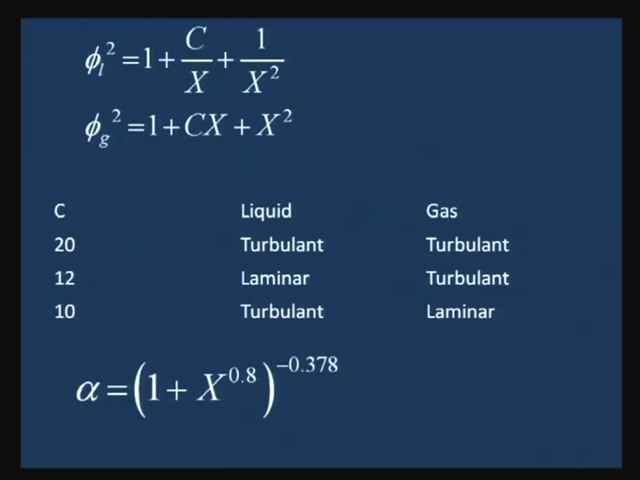 ϕ_l² = 1 + C/X + 1/X²
ϕ_g² = 1 + CX + X²
C Liquid Gas
20 Turbulant Turbulant
12 Laminar Turbulant
10 Turbulant Laminar
α = (1 + X^0.8)^−0.378